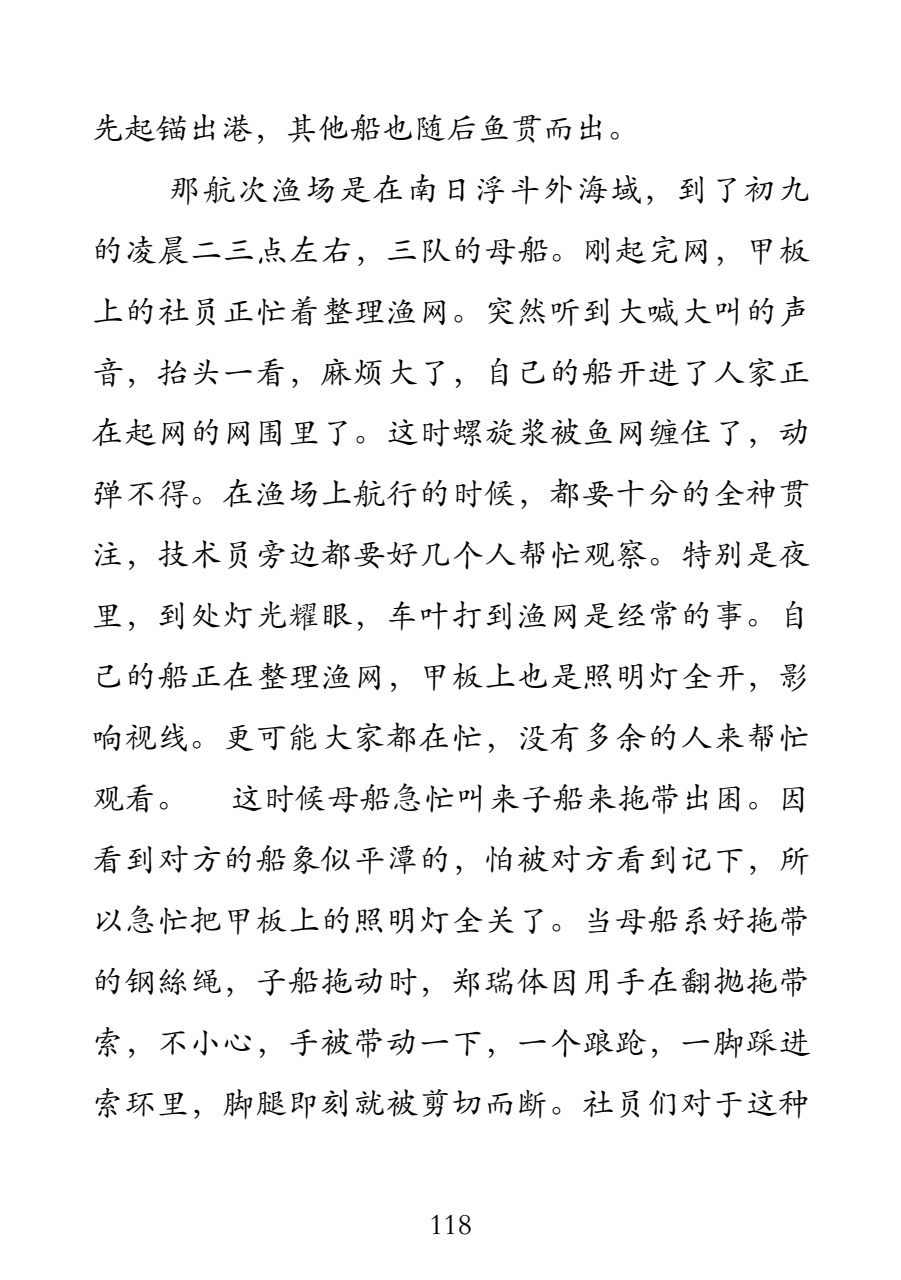 先起锚出港，其他船也随后鱼贯而出。
那航次渔场是在南日浮斗外海域，到了初九
的凌晨二三点左右，三队的母船。刚起完网，甲板
上的社员正忙着整理渔网。突然听到大喊大叫的声
音，抬头一看，麻烦大了，自己的船开进了人家正
在起网的网围里了。这时螺旋浆被鱼网缠住了，动
弹不得。在渔场上航行的时候，都要十分的全神贯
注，技术员旁边都要好几个人帮忙观察。特别是夜
里，到处灯光耀眼，车叶打到渔网是经常的事。自
己的船正在整理渔网，甲板上也是照明灯全开，影
响视线。更可能大家都在忙，没有多余的人来帮忙
观看。 这时候母船急忙叫来子船来拖带出困。因
看到对方的船象似平潭的，怕被对方看到记下，所
以急忙把甲板上的照明灯全关了。当母船系好拖带
的钢絲绳，子船拖动时，郑瑞体因用手在翻抛拖带
索，不小心，手被带动一下，一个踉跄，一脚踩进
索环里，脚腿即刻就被剪切而断。社员们对于这种
118